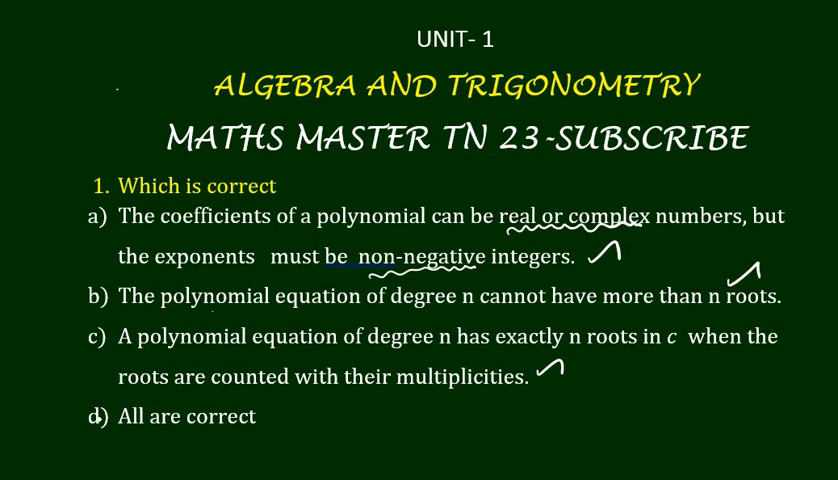 UNIT- 1
ALGEBRA AND TRIGONOMETRY
MATHS MASTER TN 23-SUBSCRIBE
1. Which is correct
a) The coefficients of a polynomial can be real or complex numbers, but
the exponents must be non-negative integers.
b) The polynomial equation of degree n cannot have more than n roots.
c) A polynomial equation of degree n has exactly n roots in c when the
roots are counted with their multiplicities.
d) All are correct